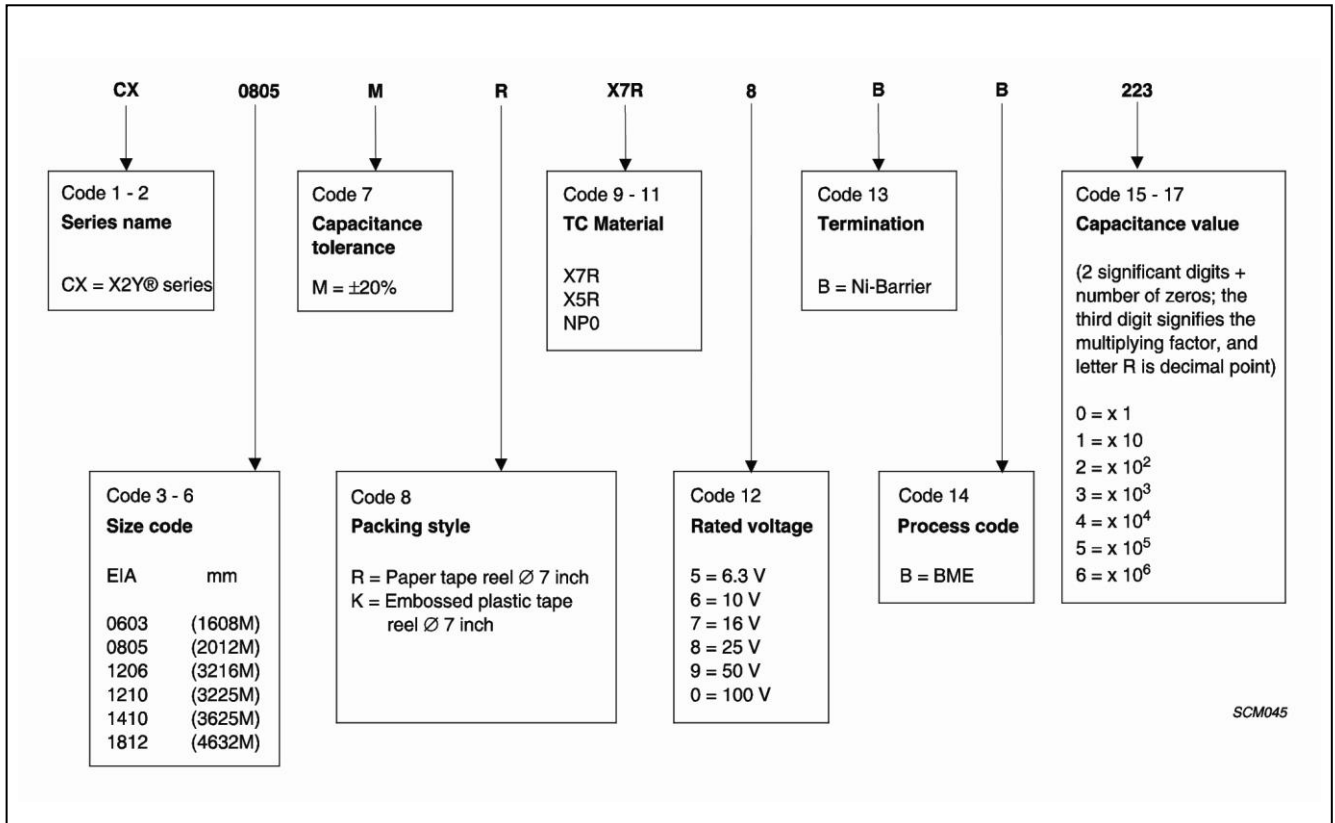 CX 0805 M R X7R 8 B B 223
Code 1 - 2
Series name
CX = X2Y® series
Code 7
Capacitance
tolerance
M = ±20%
Code 9 - 11
TC Material
X7R
X5R
NP0
Code 13
Termination
B = Ni-Barrier
Code 15 - 17
Capacitance value
(2 significant digits +
number of zeros; the
third digit signifies the
multiplying factor, and
letter R is decimal point)
0 = x 1
1 = x 10
2 = x 10²
3 = x 10³
4 = x 10⁴
5 = x 10⁵
6 = x 10⁶
Code 3 - 6
Size code
EIA mm
0603 (1608M)
0805 (2012M)
1206 (3216M)
1210 (3225M)
1410 (3625M)
1812 (4632M)
Code 8
Packing style
R = Paper tape reel Ø 7 inch
K = Embossed plastic tape
reel Ø 7 inch
Code 12
Rated voltage
5 = 6.3 V
6 = 10 V
7 = 16 V
8 = 25 V
9 = 50 V
0 = 100 V
Code 14
Process code
B = BME
SCM045